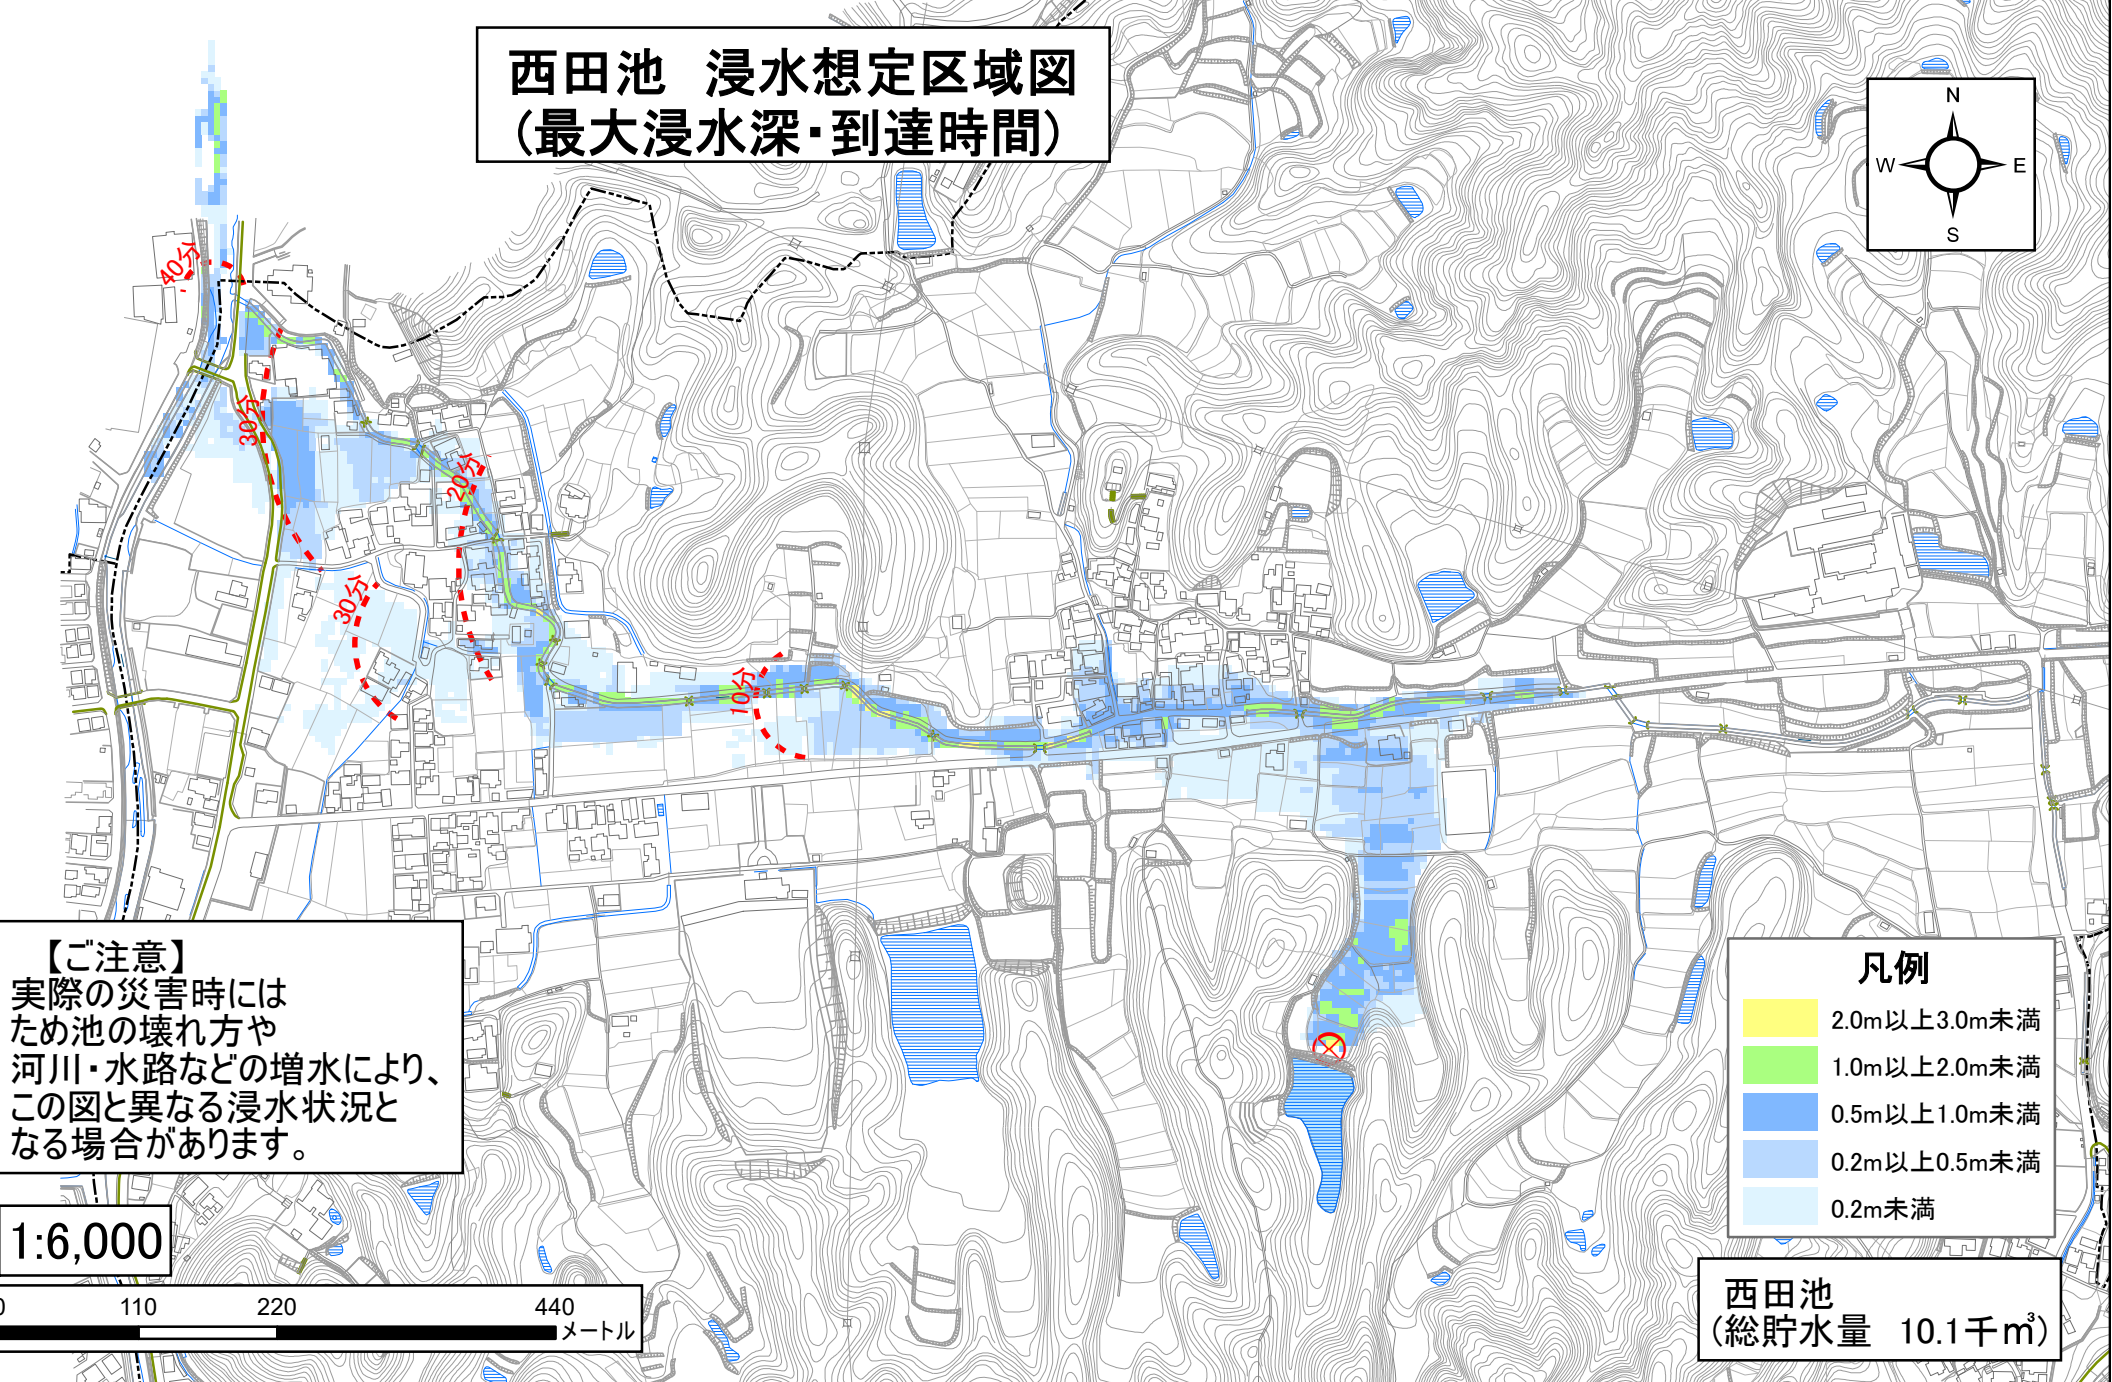 西田池 浸水想定区域図
(最大浸水深・到達時間)
N
W
E
S
40分
30分
20分
30分
10分
【ご注意】
実際の災害時には
ため池の壊れ方や
河川・水路などの増水により、
この図と異なる浸水状況と
なる場合があります。
凡例
2.0m以上3.0m未満
1.0m以上2.0m未満
0.5m以上1.0m未満
0.2m以上0.5m未満
0.2m未満
1:6,000
0 110 220 440
メートル
西田池
(総貯水量 10.1千㎥)